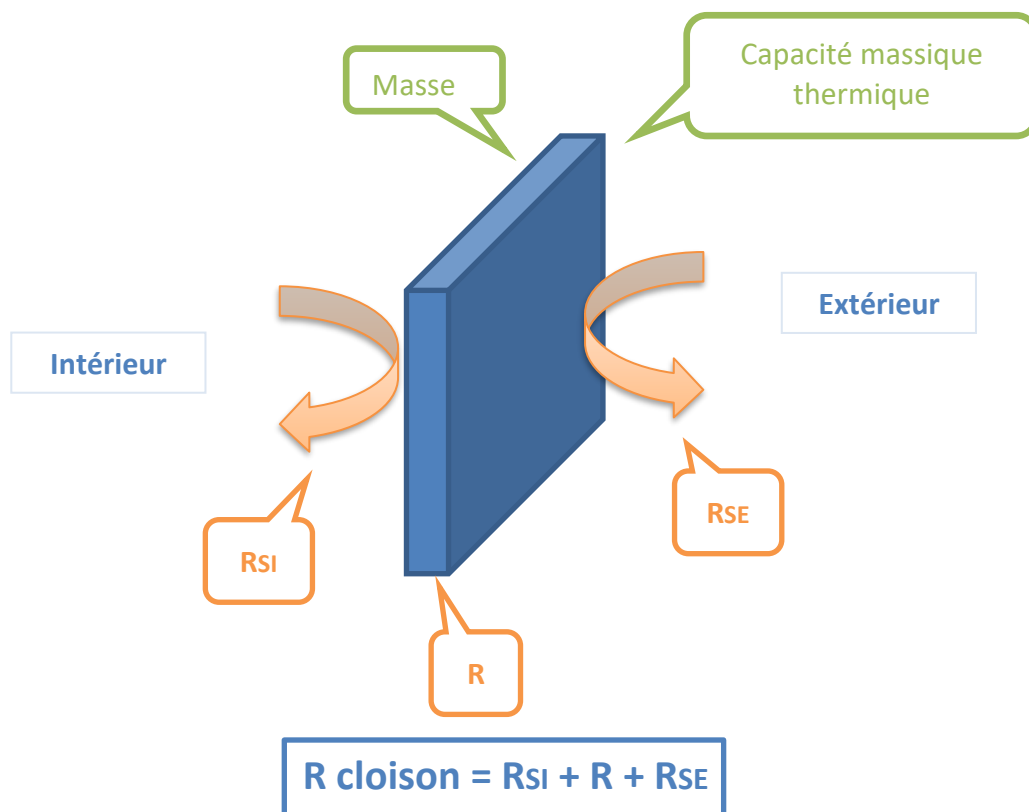 Masse
Capacité massique
thermique
Intérieur
Extérieur
RSI
RSE
R
R cloison = RSI + R + RSE